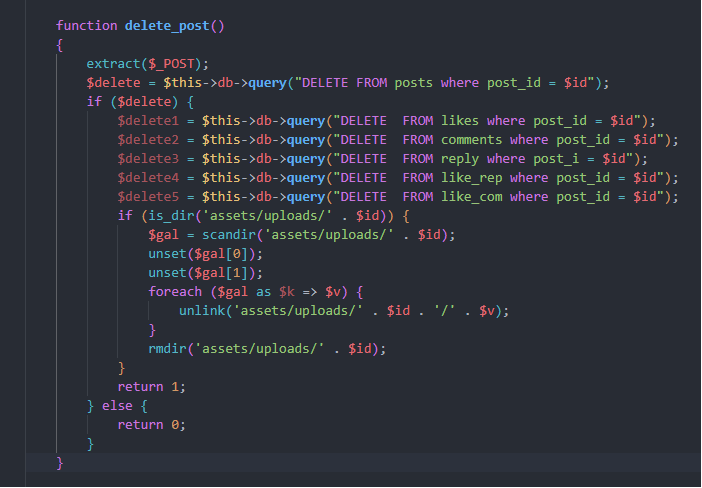 function delete_post()
{
extract($_POST);
$delete = $this->db->query("DELETE FROM posts where post_id = $id");
if ($delete) {
$delete1 = $this->db->query("DELETE  FROM likes where post_id = $id");
$delete2 = $this->db->query("DELETE  FROM comments where post_id = $id");
$delete3 = $this->db->query("DELETE  FROM reply where post_i = $id");
$delete4 = $this->db->query("DELETE  FROM like_rep where post_id = $id");
$delete5 = $this->db->query("DELETE  FROM like_com where post_id = $id");
if (is_dir('assets/uploads/' . $id)) {
$gal = scandir('assets/uploads/' . $id);
unset($gal[0]);
unset($gal[1]);
foreach ($gal as $k => $v) {
unlink('assets/uploads/' . $id . '/' . $v);
}
rmdir('assets/uploads/' . $id);
}
return 1;
} else {
return 0;
}
}